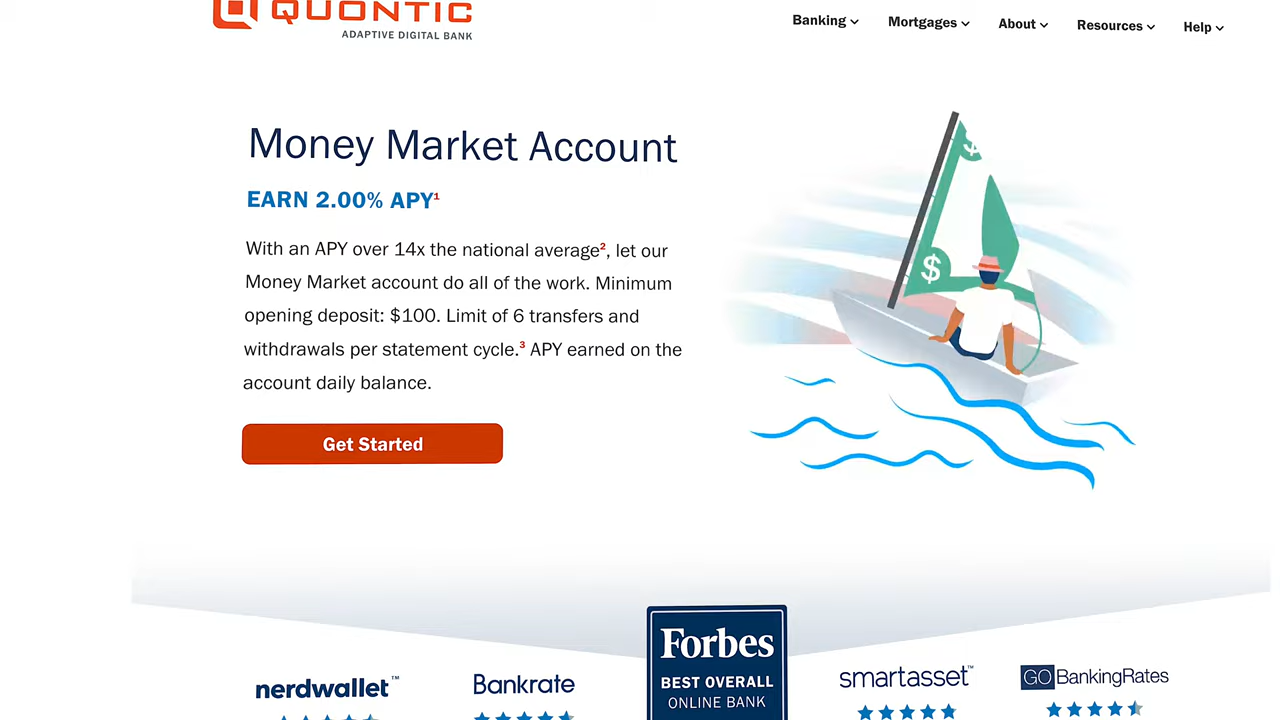 QUONTIC
ADAPTIVE DIGITAL BANK
Banking Mortgages About Resources Help
Money Market Account
EARN 2.00% APY¹
With an APY over 14x the national average², let our
Money Market account do all of the work. Minimum
opening deposit: $100. Limit of 6 transfers and
withdrawals per statement cycle.³ APY earned on the
account daily balance.
Get Started
$
$
Forbes
BEST OVERALL
ONLINE BANK
nerdwallet™
Bankrate
smartasset™
GOBankingRates